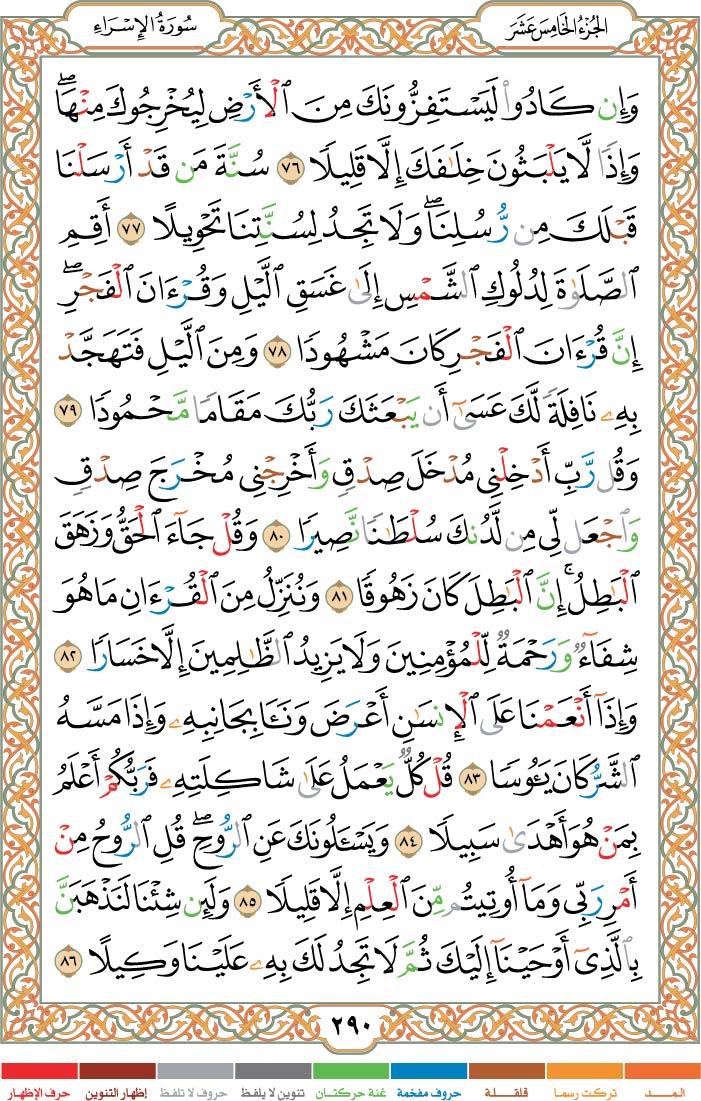 الجُزْءُ الخَامِسَ عَشَرَ
سُورَةُ الإِسْرَاءِ
وَإِن كَادُواْ لَيَسْتَفِزُّونَكَ مِنَ ٱلْأَرْضِ لِيُخْرِجُوكَ مِنْهَاۖ
وَإِذًا لَّا يَلْبَثُونَ خِلَٰفَكَ إِلَّا قَلِيلًا ٧٦ سُنَّةَ مَن قَدْ أَرْسَلْنَا
قَبْلَكَ مِن رُّسُلِنَاۖ وَلَا تَجِدُ لِسُنَّتِنَا تَحْوِيلًا ٧٧ أَقِمِ
ٱلصَّلَوٰةَ لِدُلُوكِ ٱلشَّمْسِ إِلَىٰ غَسَقِ ٱلَّيْلِ وَقُرْءَانَ ٱلْفَجْرِۖ
إِنَّ قُرْءَانَ ٱلْفَجْرِ كَانَ مَشْهُودًا ٧٨ وَمِنَ ٱلَّيْلِ فَتَهَجَّدْ
بِهِۦ نَافِلَةً لَّكَ عَسَىٰٓ أَن يَبْعَثَكَ رَبُّكَ مَقَامًا مَّحْمُودًا ٧٩
وَقُل رَّبِّ أَدْخِلْنِى مُدْخَلَ صِدْقٍ وَأَخْرِجْنِى مُخْرَجَ صِدْقٍ
وَٱجْعَل لِّى مِن لَّدُنكَ سُلْطَٰنًا نَّصِيرًا ٨٠ وَقُلْ جَآءَ ٱلْحَقُّ وَزَهَقَ
ٱلْبَٰطِلُۚ إِنَّ ٱلْبَٰطِلَ كَانَ زَهُوقًا ٨١ وَنُنَزِّلُ مِنَ ٱلْقُرْءَانِ مَا هُوَ
شِفَآءٌ وَرَحْمَةٌ لِّلْمُؤْمِنِينَ وَلَا يَزِيدُ ٱلظَّٰلِمِينَ إِلَّا خَسَارًا ٨٢
وَإِذَآ أَنْعَمْنَا عَلَى ٱلْإِنسَٰنِ أَعْرَضَ وَنَـَٔا بِجَانِبِهِۦ وَإِذَا مَسَّهُ
ٱلشَّرُّ كَانَ يَـُٔوسًا ٨٣ قُلْ كُلٌّ يَعْمَلُ عَلَىٰ شَاكِلَتِهِۦ فَرَبُّكُمْ أَعْلَمُ
بِمَنْ هُوَ أَهْدَىٰ سَبِيلًا ٨٤ وَيَسْـَٔلُونَكَ عَنِ ٱلرُّوحِۖ قُلِ ٱلرُّوحُ مِنْ
أَمْرِ رَبِّى وَمَآ أُوتِيتُم مِّنَ ٱلْعِلْمِ إِلَّا قَلِيلًا ٨٥ وَلَئِن شِئْنَا لَنَذْهَبَنَّ
بِٱلَّذِىٓ أَوْحَيْنَآ إِلَيْكَ ثُمَّ لَا تَجِدُ لَكَ بِهِۦ عَلَيْنَا وَكِيلًا ٨٦
٢٩٠
المـــد تركت رسما قلقلـة حروف مفخمة غنة حركتان تنوين لا يلفظ حروف لا تلفظ إظهار التنوين حرف الإظهار